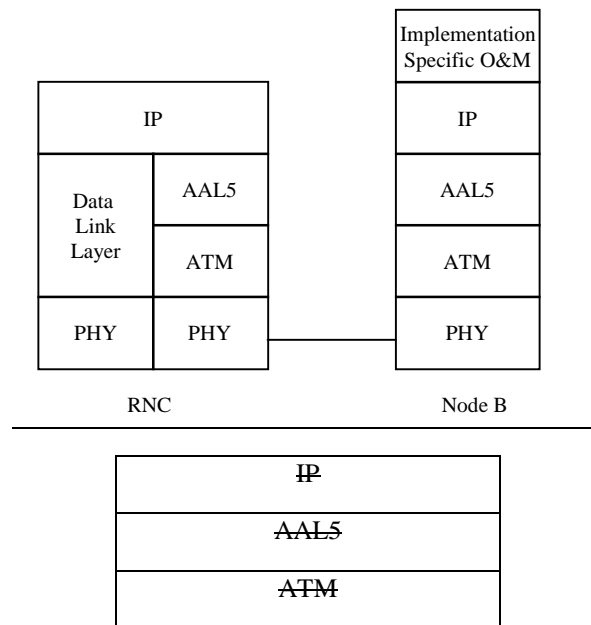 Implementation
Specific O&M
IP
IP
Data
Link
Layer
AAL5
AAL5
ATM
ATM
PHY
PHY
PHY
RNC
Node B
IP
AAL5
ATM